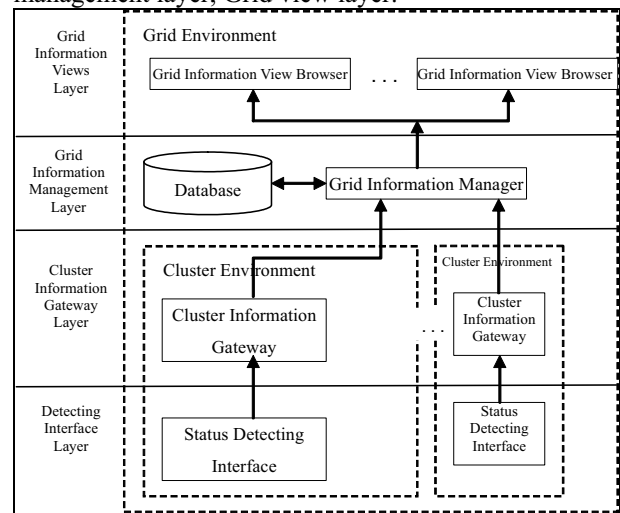 management layer, Grid view layer.
Grid
Information
Views
Layer
Grid Environment
Grid Information View Browser
. . .
Grid Information View Browser
Grid
Information
Management
Layer
Database
Grid Information Manager
Cluster
Information
Gateway
Layer
Cluster Environment
Cluster Information
Gateway
. . .
Cluster Environment
Cluster
Information
Gateway
Detecting
Interface
Layer
Status Detecting
Interface
Status
Detecting
Interface